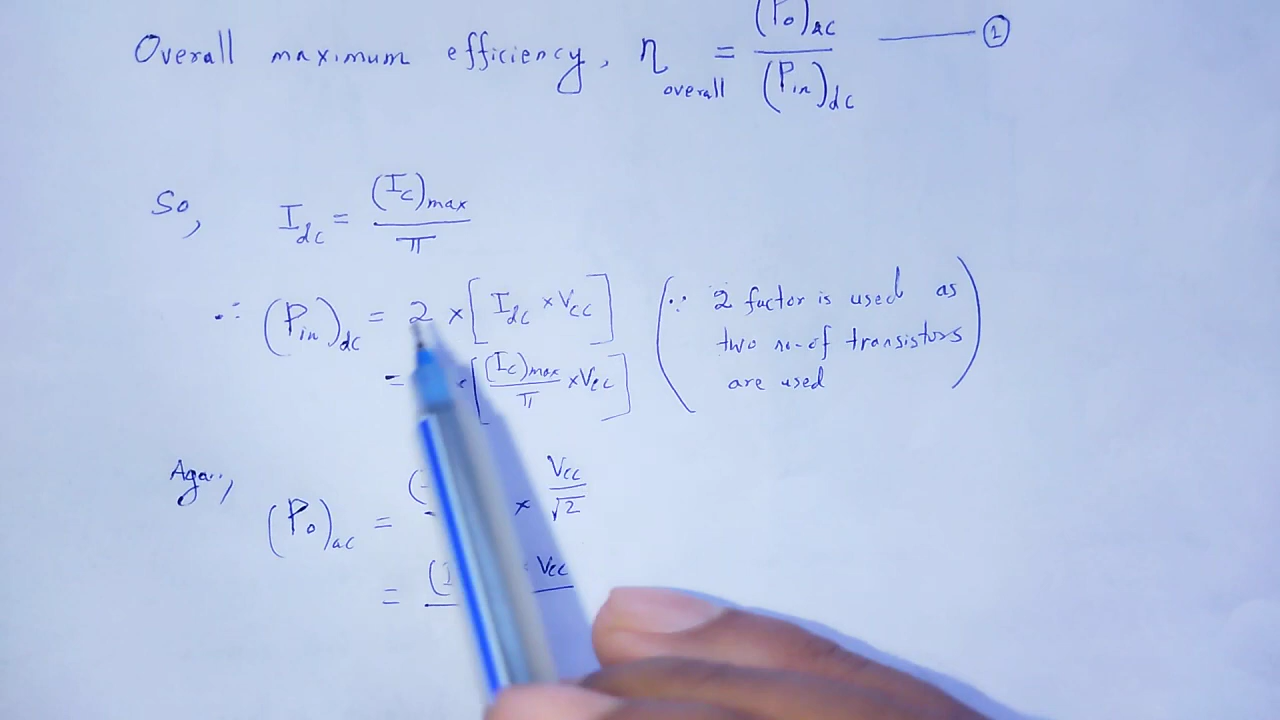 Overall maximum efficiency, η overall = (Po)ac / (Pin)dc ——— ①
So, Idc = (Ic)max / π
∴ (Pin)dc = 2 × [Idc × Vcc] (∵ 2 factor is used as
two no. of transistors
are used)
= × [(Ic)max / π × Vcc]
Again,
(Po)ac = ( × Vcc / √2
= ( Vcc